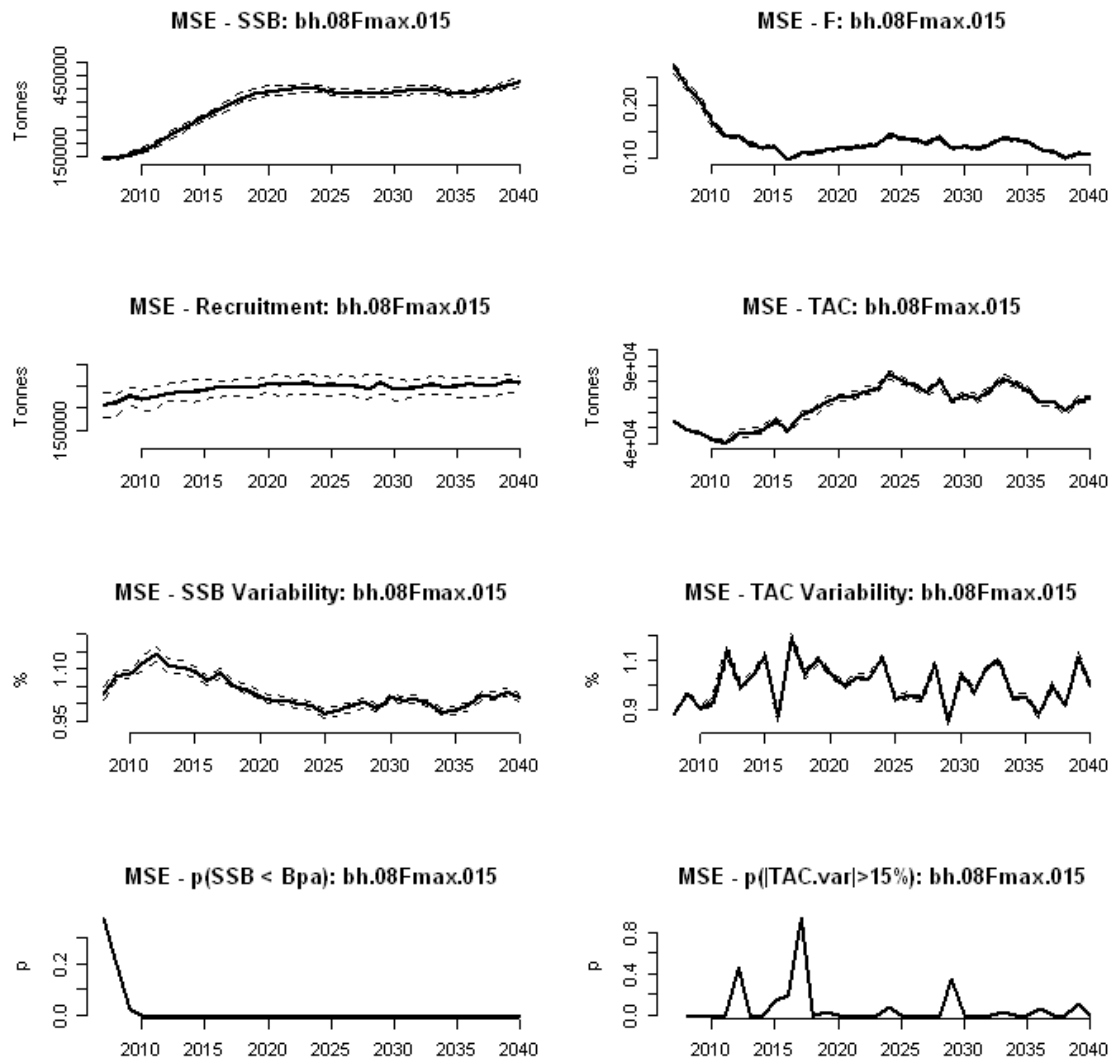 MSE - SSB: bh.08Fmax.015
Tonnes
150000 450000
2010 2015 2020 2025 2030 2035 2040
MSE - F: bh.08Fmax.015
0.10 0.20
2010 2015 2020 2025 2030 2035 2040
MSE - Recruitment: bh.08Fmax.015
Tonnes
150000
2010 2015 2020 2025 2030 2035 2040
MSE - TAC: bh.08Fmax.015
Tonnes
4e+04 9e+04
2010 2015 2020 2025 2030 2035 2040
MSE - SSB Variability: bh.08Fmax.015
%
0.95 1.10
2010 2015 2020 2025 2030 2035 2040
MSE - TAC Variability: bh.08Fmax.015
%
0.9 1.1
2010 2015 2020 2025 2030 2035 2040
MSE - p(SSB < Bpa): bh.08Fmax.015
p
0.0 0.2
2010 2015 2020 2025 2030 2035 2040
MSE - p(|TAC.var|>15%): bh.08Fmax.015
p
0.0 0.4 0.8
2010 2015 2020 2025 2030 2035 2040